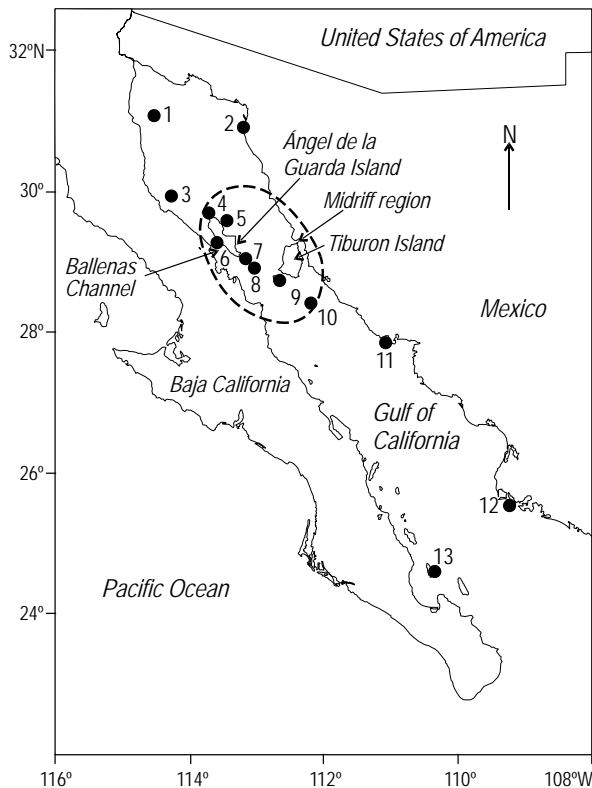 United States of America
32ºN
1
2
N
Ángel de la
Guarda Island
30º
3
4
5
Midriff region
Tiburon Island
Ballenas
Channel
6
7
8
9
10
Mexico
28º
11
Baja California
Gulf of
California
26º
12
13
Pacific Ocean
24º
116º
114º
112º
110º
108ºW